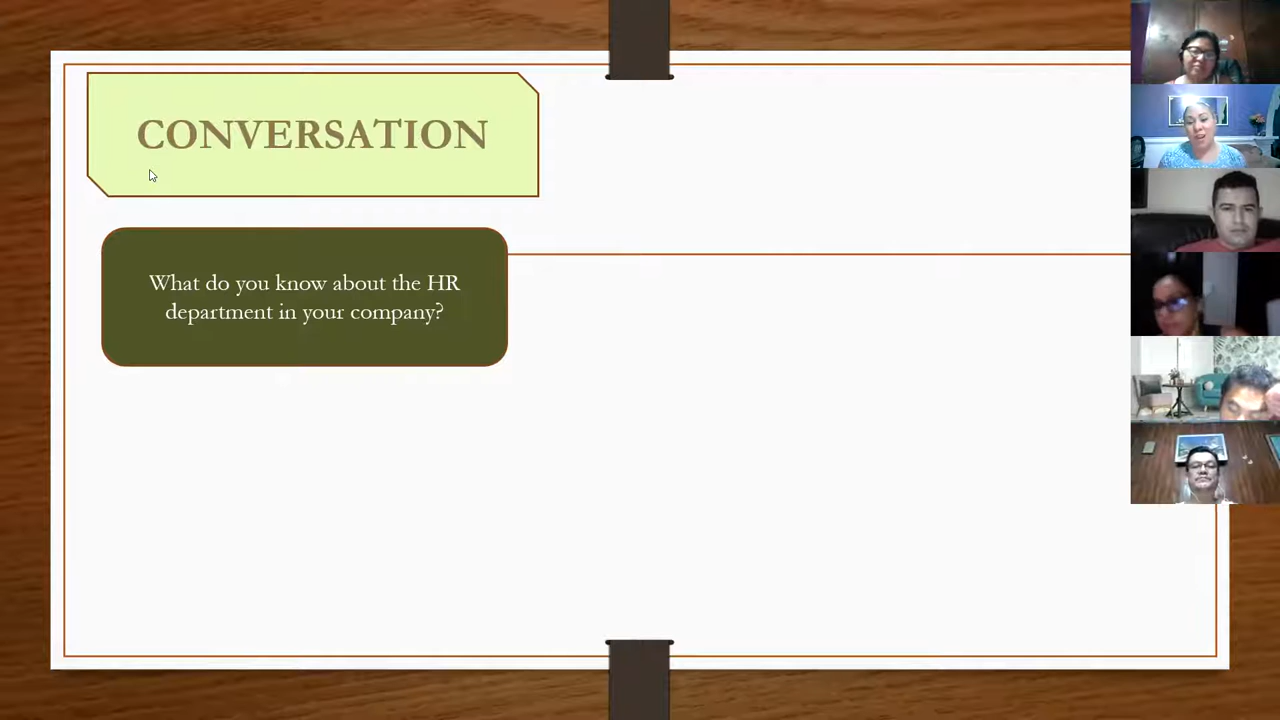 CONVERSATION
What do you know about the HR
department in your company?